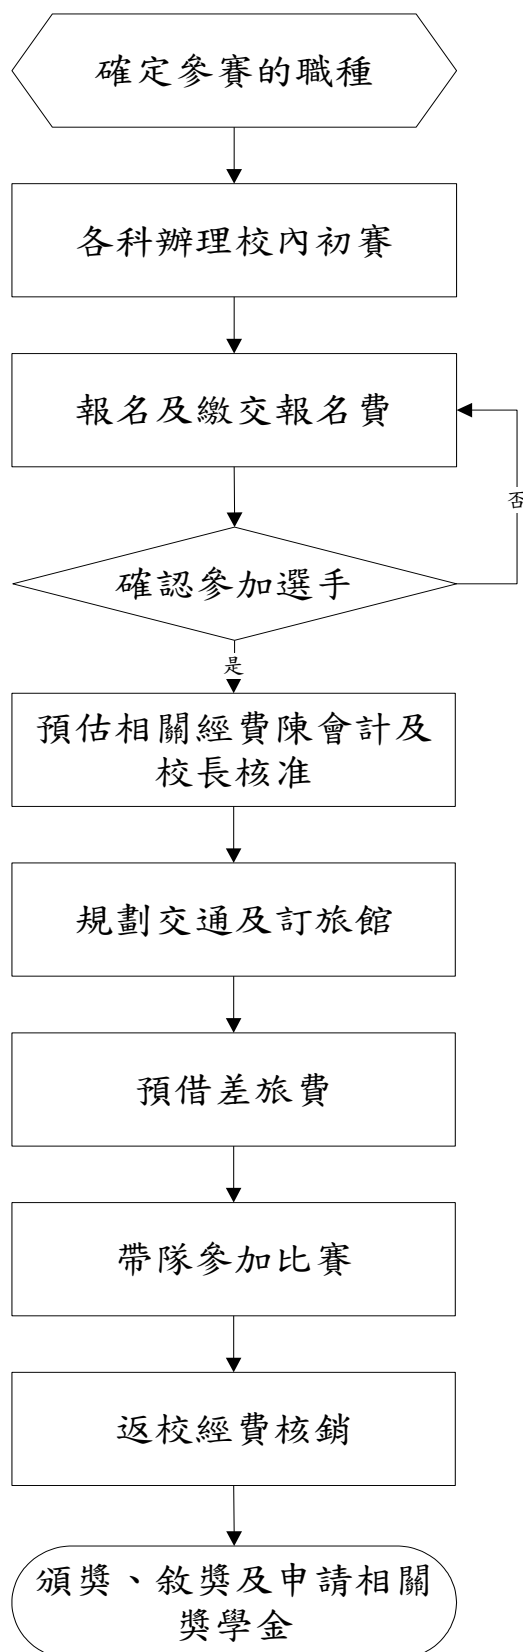 確定參賽的職種
各科辦理校內初賽
報名及繳交報名費
否
確認參加選手
是
預估相關經費陳會計及
校長核准
規劃交通及訂旅館
預借差旅費
帶隊參加比賽
返校經費核銷
頒獎、敘獎及申請相關
獎學金